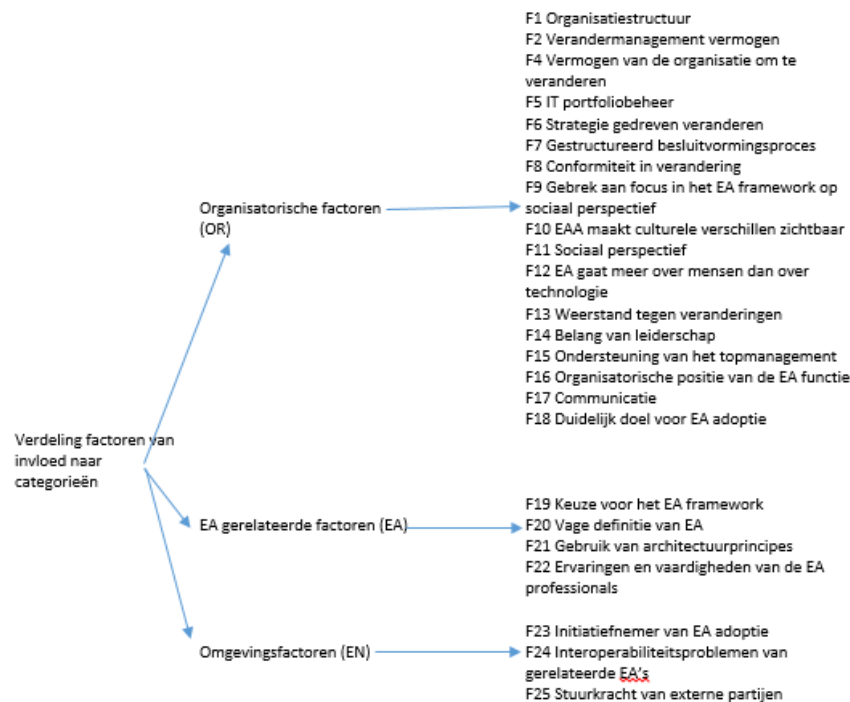 Verdeling factoren van
invloed naar
categorieën
Organisatorische factoren
(OR)
F1 Organisatiestructuur
F2 Verandermanagement vermogen
F4 Vermogen van de organisatie om te
veranderen
F5 IT portfoliobeheer
F6 Strategie gedreven veranderen
F7 Gestructureerd besluitvormingsproces
F8 Conformiteit in verandering
F9 Gebrek aan focus in het EA framework op
sociaal perspectief
F10 EAA maakt culturele verschillen zichtbaar
F11 Sociaal perspectief
F12 EA gaat meer over mensen dan over
technologie
F13 Weerstand tegen veranderingen
F14 Belang van leiderschap
F15 Ondersteuning van het topmanagement
F16 Organisatorische positie van de EA functie
F17 Communicatie
F18 Duidelijk doel voor EA adoptie
EA gerelateerde factoren (EA)
F19 Keuze voor het EA framework
F20 Vage definitie van EA
F21 Gebruik van architectuurprincipes
F22 Ervaringen en vaardigheden van de EA
professionals
Omgevingsfactoren (EN)
F23 Initiatiefnemer van EA adoptie
F24 Interoperabiliteitsproblemen van
gerelateerde EA's
F25 Stuurkracht van externe partijen